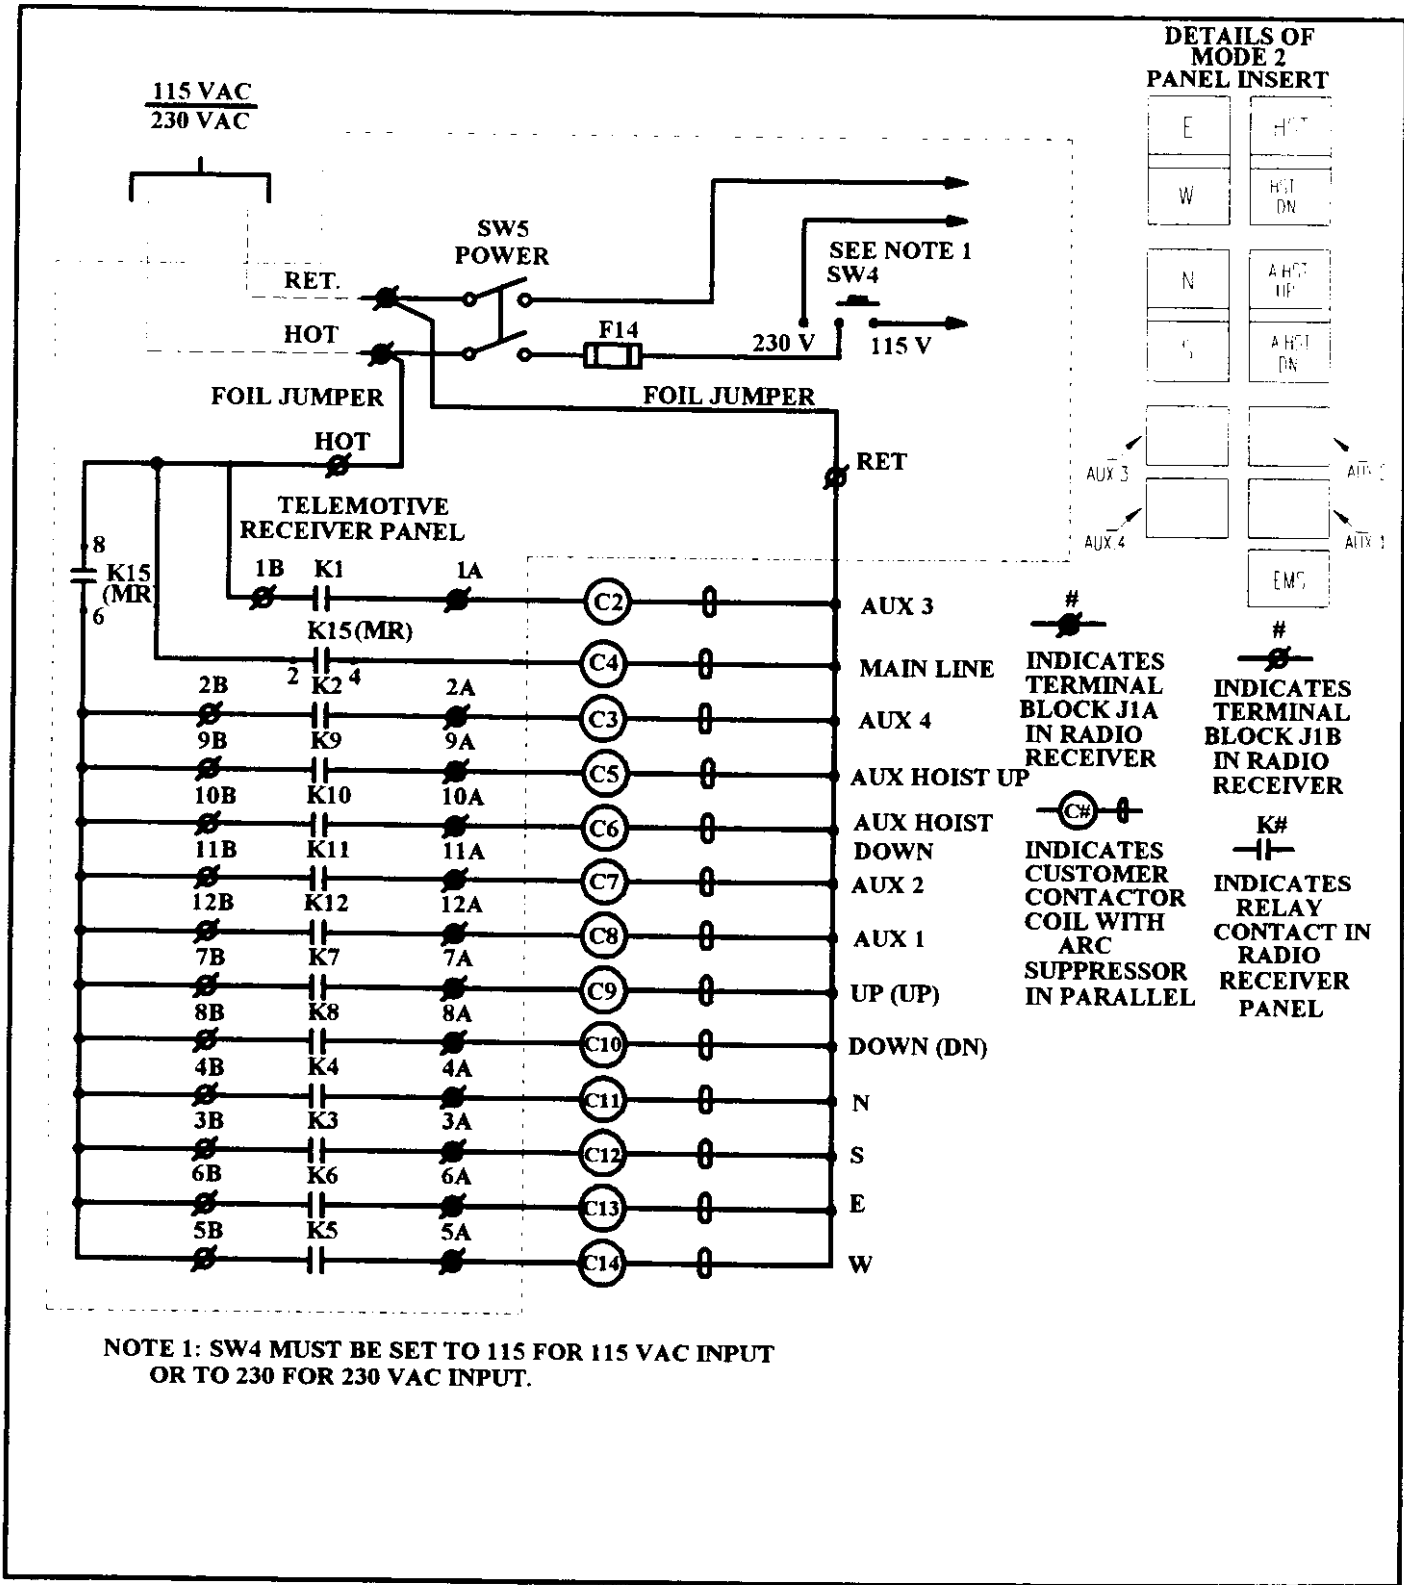 DETAILS OF
MODE 2
PANEL INSERT
115 VAC
230 VAC
E
W
HST
DN
N
A HST
UP
S
A HST
DN
AUX 3
AUX 4
AUX 1
EMS
SW5
POWER
RET.
HOT
F14
SEE NOTE 1
SW4
230 V
115 V
FOIL JUMPER
FOIL JUMPER
HOT
RET
TELEMOTIVE
RECEIVER PANEL
8
K15
(MR
6
1B K1 1A
C2
AUX 3
K15(MR)
2 4
C4
MAIN LINE
2B K2 2A
C3
AUX 4
9B K9 9A
C5
AUX HOIST UP
10B K10 10A
C6
AUX HOIST
DOWN
11B K11 11A
C7
AUX 2
12B K12 12A
C8
AUX 1
7B K7 7A
C9
UP (UP)
8B K8 8A
C10
DOWN (DN)
4B K4 4A
C11
N
3B K3 3A
C12
S
6B K6 6A
C13
E
5B K5 5A
C14
W
#
INDICATES
TERMINAL
BLOCK J1A
IN RADIO
RECEIVER
#
INDICATES
TERMINAL
BLOCK J1B
IN RADIO
RECEIVER
C#
INDICATES
CUSTOMER
CONTACTOR
COIL WITH
ARC
SUPPRESSOR
IN PARALLEL
K#
INDICATES
RELAY
CONTACT IN
RADIO
RECEIVER
PANEL
NOTE 1: SW4 MUST BE SET TO 115 FOR 115 VAC INPUT
OR TO 230 FOR 230 VAC INPUT.